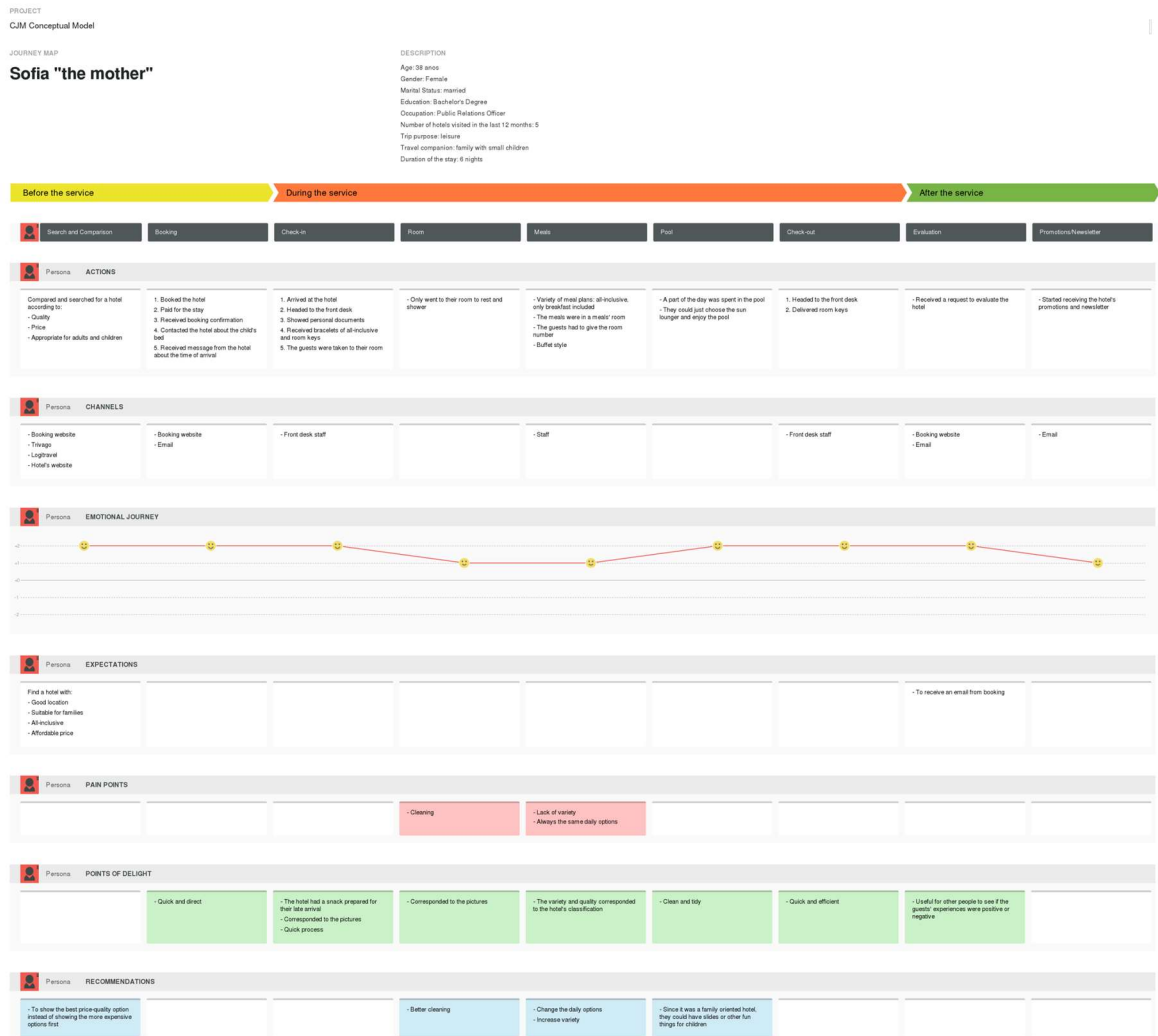 PROJECT
CJM Conceptual Model
JOURNEY MAP
Sofia "the mother"
DESCRIPTION
Age: 38 anos
Gender: Female
Marital Status: married
Education: Bachelor's Degree
Occupation: Public Relations Officer
Number of hotels visited in the last 12 months: 5
Trip purpose: leisure
Travel companion: family with small children
Duration of the stay: 6 nights
Before the service
During the service
After the service
Search and Comparison
Booking
Check-in
Room
Meals
Pool
Check-out
Evaluation
Promotions/Newsletter
Persona ACTIONS
Compared and searched for a hotel
according to:
- Quality
- Price
- Appropriate for adults and children
1. Booked the hotel
2. Paid for the stay
3. Received booking confirmation
4. Contacted the hotel about the child's
bed
5. Received message from the hotel
about the time of arrival
1. Arrived at the hotel
2. Headed to the front desk
3. Showed personal documents
4. Received bracelets of all-inclusive
and room keys
5. The guests were taken to their room
- Only went to their room to rest and
shower
- Variety of meal plans: all-inclusive,
only breakfast included
- The meals were in a meals' room
- The guests had to give the room
number
- Buffet style
- A part of the day was spent in the pool
- They could just choose the sun
lounger and enjoy the pool
1. Headed to the front desk
2. Delivered room keys
- Received a request to evaluate the
hotel
- Started receiving the hotel's
promotions and newsletter
Persona CHANNELS
- Booking website
- Trivago
- Logitravel
- Hotel's website
- Booking website
- Email
- Front desk staff
- Staff
- Front desk staff
- Booking website
- Email
- Email
Persona EMOTIONAL JOURNEY
Persona EXPECTATIONS
Find a hotel with:
- Good location
- Suitable for families
- All-inclusive
- Affordable price
- To receive an email from booking
Persona PAIN POINTS
- Cleaning
- Lack of variety
- Always the same daily options
Persona POINTS OF DELIGHT
- Quick and direct
- The hotel had a snack prepared for
their late arrival
- Corresponded to the pictures
- Quick process
- Corresponded to the pictures
- The variety and quality corresponded
to the hotel's classification
- Clean and tidy
- Quick and efficient
- Useful for other people to see if the
guests' experiences were positive or
negative
Persona RECOMMENDATIONS
- To show the best price-quality option
instead of showing the more expensive
options first
- Better cleaning
- Change the daily options
- Increase variety
- Since it was a family oriented hotel,
they could have slides or other fun
things for children